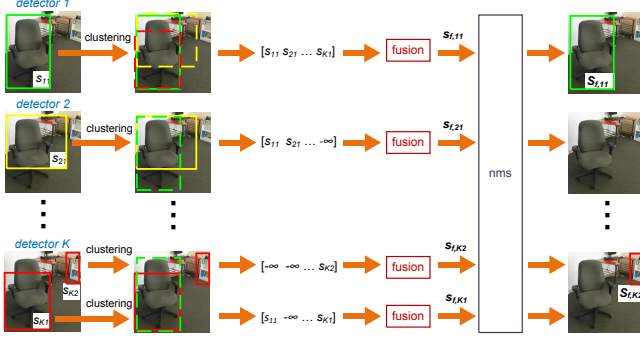 detector 1
clustering
[s11 s21 ... sK1]
fusion
sf,11
s11
sf,11
detector 2
clustering
[s11 s21 ... -∞]
fusion
sf,21
s21
nms
detector K
clustering
[-∞ -∞ ... sK2]
fusion
sf,K2
sK2
sf,K2
clustering
[s11 -∞ ... sK1]
fusion
sf,K1
sK1